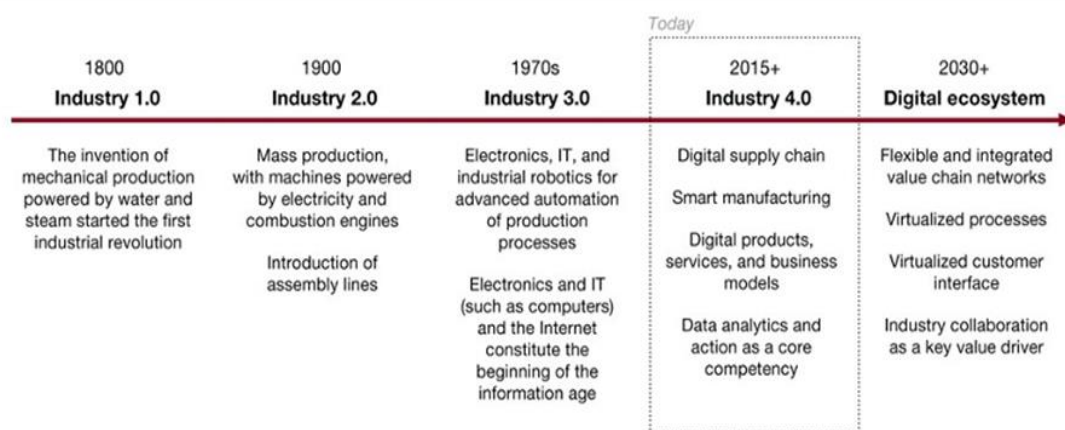 Today
1800
Industry 1.0
The invention of
mechanical production
powered by water and
steam started the first
industrial revolution
1900
Industry 2.0
Mass production,
with machines powered
by electricity and
combustion engines
Introduction of
assembly lines
1970s
Industry 3.0
Electronics, IT, and
industrial robotics for
advanced automation
of production
processes
Electronics and IT
(such as computers)
and the Internet
constitute the
beginning of the
information age
2015+
Industry 4.0
Digital supply chain
Smart manufacturing
Digital products,
services, and business
models
Data analytics and
action as a core
competency
2030+
Digital ecosystem
Flexible and integrated
value chain networks
Virtualized processes
Virtualized customer
interface
Industry collaboration
as a key value driver